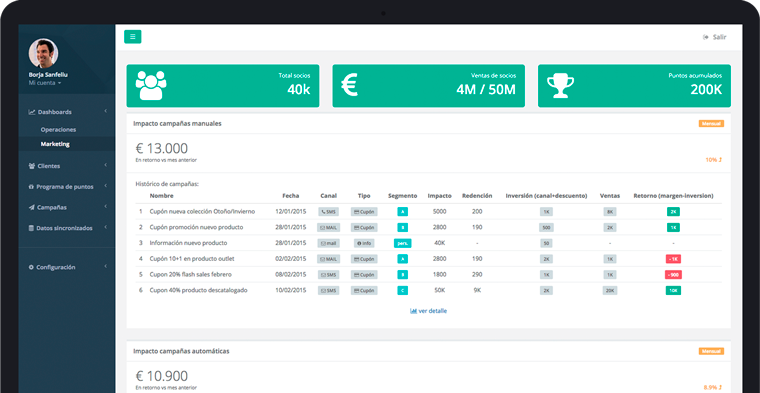 Salir
Borja Sanfeliu
Mi cuenta
Dashboards
Operaciones
Marketing
Clientes
Programa de puntos
Campañas
Datos sincronizados
Configuración
Total socios
40k
€
Ventas de socios
4M / 50M
Puntos acumulados
200K
Impacto campañas manuales
Mensual
€ 13.000
En retorno vs mes anterior
10%
Histórico de campañas:
Nombre Fecha Canal Tipo Segmento Impacto Redención Inversión (canal+descuento) Ventas Retorno (margen-inversion)
1 Cupón nueva colección Otoño/Invierno 12/01/2015 SMS Cupón A 5000 200 1K 8K 2K
2 Cupón promoción nuevo producto 28/01/2015 MAIL Cupón B 2800 190 500 2K 1K
3 Información nuevo producto 28/01/2015 mail Info pers. 40K - 50 - -
4 Cupón 10+1 en producto outlet 02/02/2015 MAIL Cupón A 2800 190 2K 1K - 1K
5 Cupon 20% flash sales febrero 08/02/2015 SMS Cupón B 1800 290 1K 1K - 900
6 Cupon 40% producto descatalogado 10/02/2015 SMS Cupón C 50K 9K 2K 20K 10K
ver detalle
Impacto campañas automáticas
Mensual
€ 10.900
En retorno vs mes anterior
8.9%